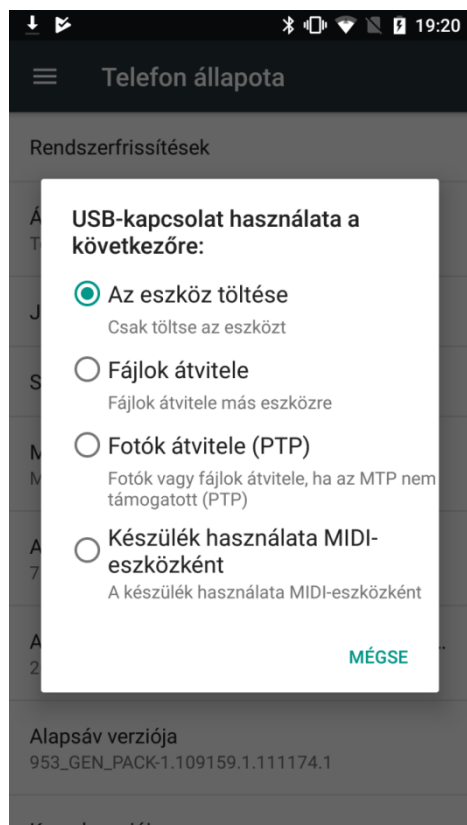 19:20
Telefon állapota
Rendszerfrissítések
USB-kapcsolat használata a
következőre:
Az eszköz töltése
Csak töltse az eszközt
Fájlok átvitele
Fájlok átvitele más eszközre
Fotók átvitele (PTP)
Fotók vagy fájlok átvitele, ha az MTP nem
támogatott (PTP)
Készülék használata MIDI-
eszközként
A készülék használata MIDI-eszközként
MÉGSE
Alapsáv verziója
953_GEN_PACK-1.109159.1.111174.1